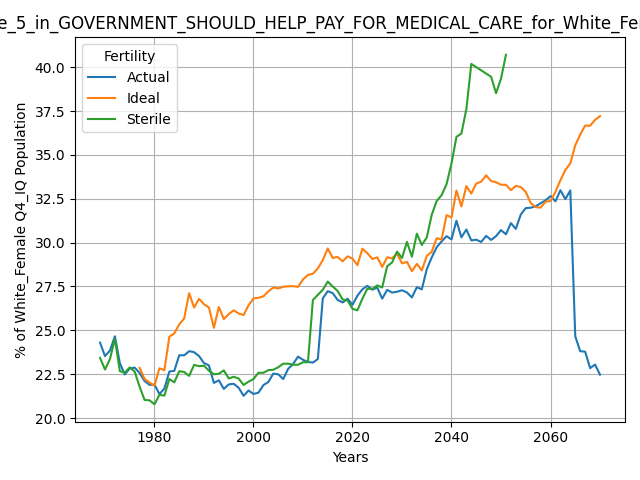 e_5_in_GOVERNMENT_SHOULD_HELP_PAY_FOR_MEDICAL_CARE_for_White_Fe
Fertility
Actual
Ideal
Sterile
% of White_Female Q4_IQ Population
40.0
37.5
35.0
32.5
30.0
27.5
25.0
22.5
20.0
1980
2000
2020
2040
2060
Years